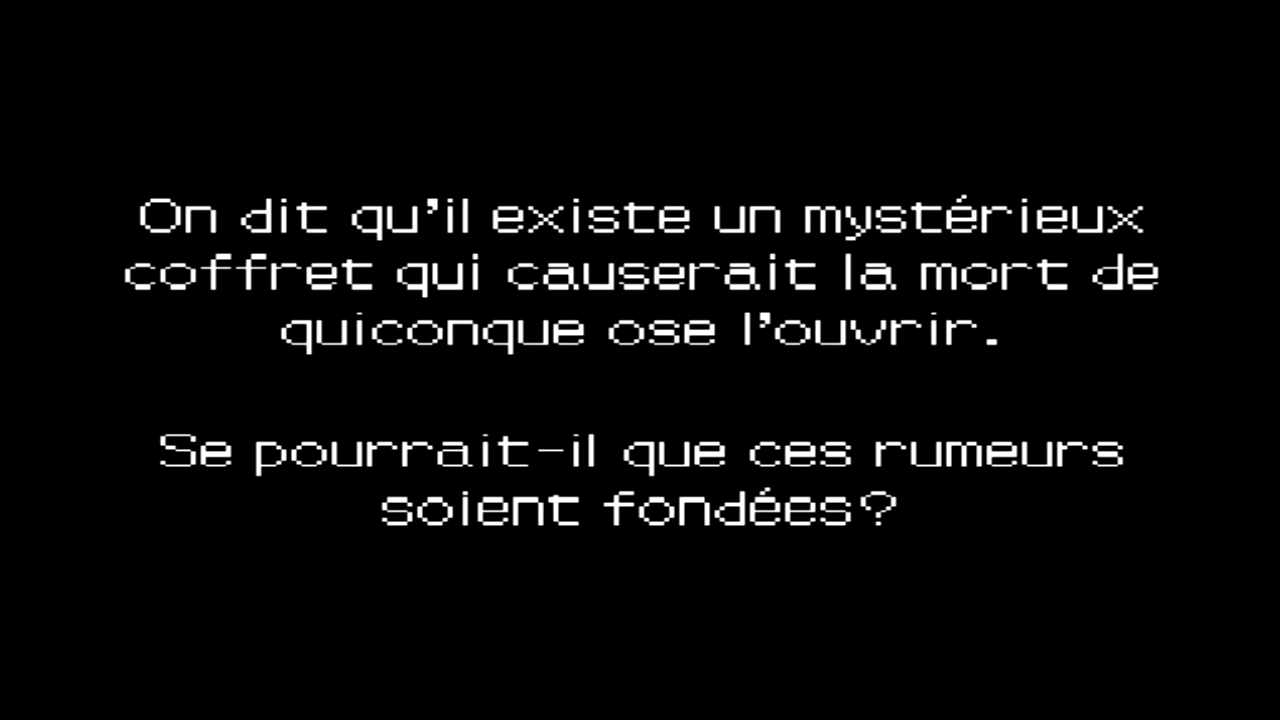 On dit qu'il existe un mystérieux
coffret qui causerait la mort de
quiconque ose l'ouvrir.
Se pourrait-il que ces rumeurs
soient fondées?